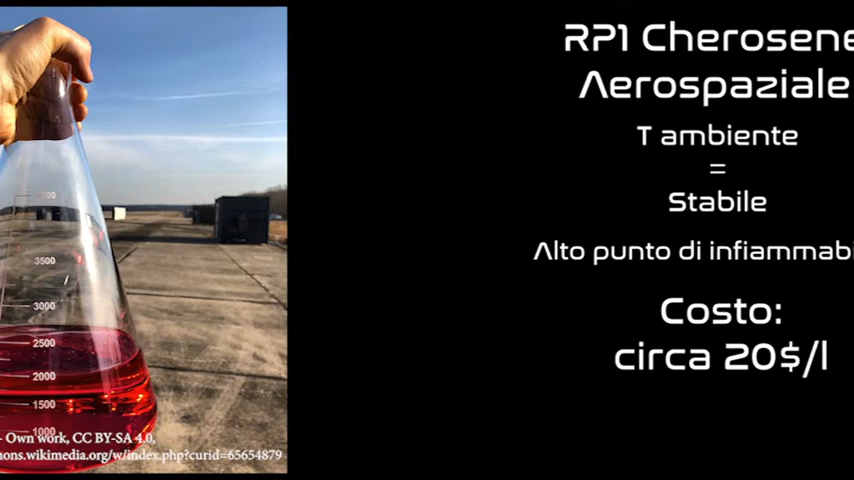 RP1 Cherosene
Aerospaziale
T ambiente
=
Stabile
Alto punto di infiammabi
Costo:
circa 20$/l
3500
3000
2500
2000
1500
1000
- Own work, CC BY-SA 4.0,
ons.wikimedia.org/w/index.php?curid=65654879